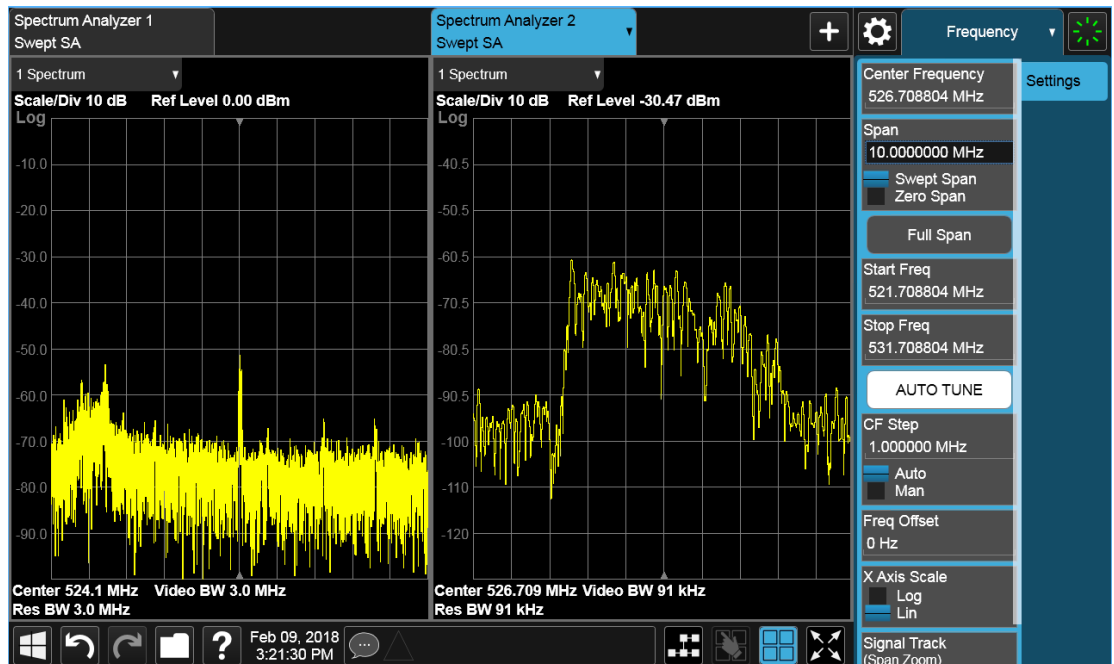 Spectrum Analyzer 1
Swept SA
Spectrum Analyzer 2
Swept SA
Frequency
1 Spectrum
Scale/Div 10 dB Ref Level 0.00 dBm
Log
-10.0
-20.0
-30.0
-40.0
-50.0
-60.0
-70.0
-80.0
-90.0
Center 524.1 MHz Video BW 3.0 MHz
Res BW 3.0 MHz
1 Spectrum
Scale/Div 10 dB Ref Level -30.47 dBm
Log
-40.5
-50.5
-60.5
-70.5
-80.5
-90.5
-100
-110
-120
Center 526.709 MHz Video BW 91 kHz
Res BW 91 kHz
Center Frequency
526.708804 MHz
Settings
Span
10.0000000 MHz
Swept Span
Zero Span
Full Span
Start Freq
521.708804 MHz
Stop Freq
531.708804 MHz
AUTO TUNE
CF Step
1.000000 MHz
Auto
Man
Freq Offset
0 Hz
X Axis Scale
Log
Lin
Signal Track
(Span Zoom)
?
Feb 09, 2018
3:21:30 PM